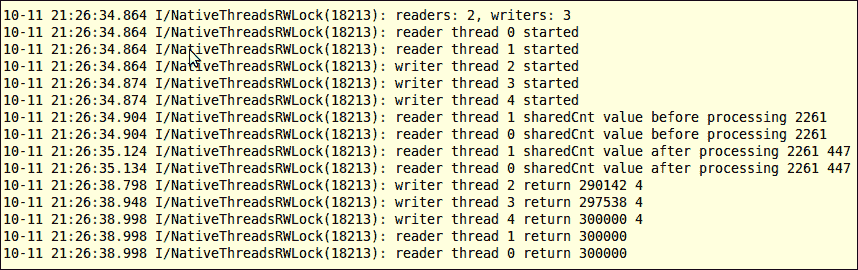 10-11 21:26:34.864 I/NativeThreadsRWLock(18213): readers: 2, writers: 3
10-11 21:26:34.864 I/NativeThreadsRWLock(18213): reader thread 0 started
10-11 21:26:34.864 I/NativeThreadsRWLock(18213): reader thread 1 started
10-11 21:26:34.864 I/NativeThreadsRWLock(18213): writer thread 2 started
10-11 21:26:34.874 I/NativeThreadsRWLock(18213): writer thread 3 started
10-11 21:26:34.874 I/NativeThreadsRWLock(18213): writer thread 4 started
10-11 21:26:34.904 I/NativeThreadsRWLock(18213): reader thread 1 sharedCnt value before processing 2261
10-11 21:26:34.904 I/NativeThreadsRWLock(18213): reader thread 0 sharedCnt value before processing 2261
10-11 21:26:35.124 I/NativeThreadsRWLock(18213): reader thread 1 sharedCnt value after processing 2261 447
10-11 21:26:35.134 I/NativeThreadsRWLock(18213): reader thread 0 sharedCnt value after processing 2261 447
10-11 21:26:38.798 I/NativeThreadsRWLock(18213): writer thread 2 return 290142 4
10-11 21:26:38.948 I/NativeThreadsRWLock(18213): writer thread 3 return 297538 4
10-11 21:26:38.998 I/NativeThreadsRWLock(18213): writer thread 4 return 300000 4
10-11 21:26:38.998 I/NativeThreadsRWLock(18213): reader thread 1 return 300000
10-11 21:26:38.998 I/NativeThreadsRWLock(18213): reader thread 0 return 300000